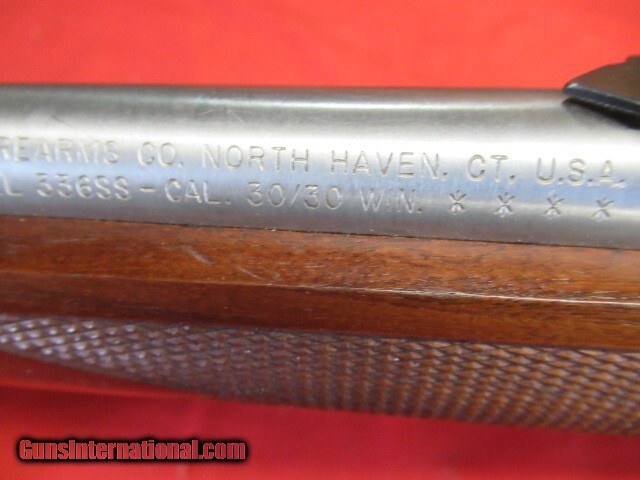 REARMS CO. NORTH HAVEN. CT. U.S.A.
L 336SS - CAL. 30/30 WIN. * * * *
GunsInternational.com